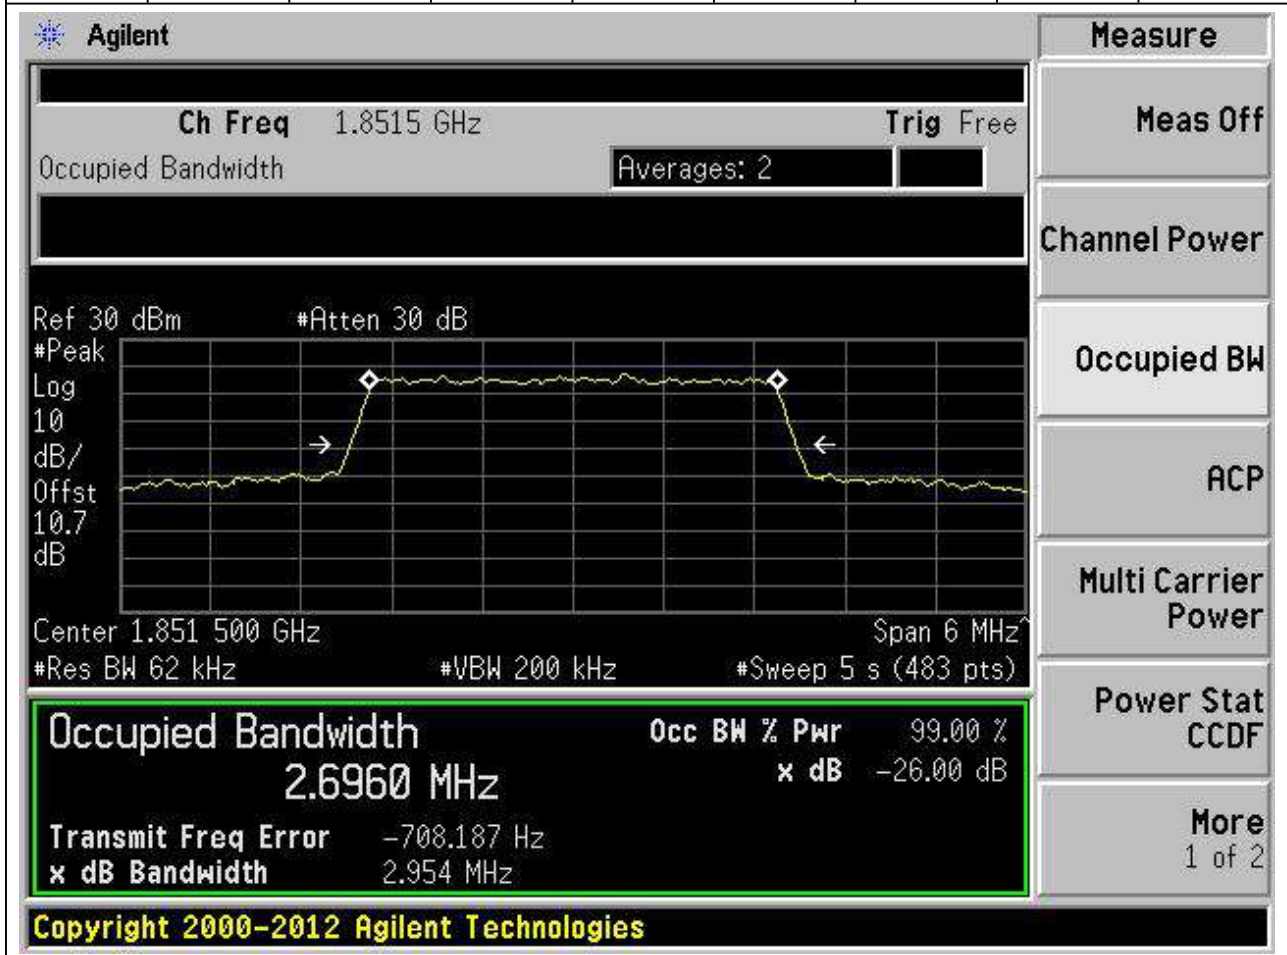 Agilent
Measure
Ch Freq 1.8515 GHz Trig Free
Occupied Bandwidth Averages: 2
Meas Off
Channel Power
Occupied BW
ACP
Multi Carrier
Power
Power Stat
CCDF
More
1 of 2
Ref 30 dBm #Atten 30 dB
#Peak
Log
10
dB/
Offst
10.7
dB
Center 1.851 500 GHz Span 6 MHz^
#Res BW 62 kHz #VBW 200 kHz #Sweep 5 s (483 pts)
Occupied Bandwidth Occ BW % Pwr 99.00 %
2.6960 MHz x dB -26.00 dB
Transmit Freq Error -708.187 Hz
x dB Bandwidth 2.954 MHz
Copyright 2000-2012 Agilent Technologies